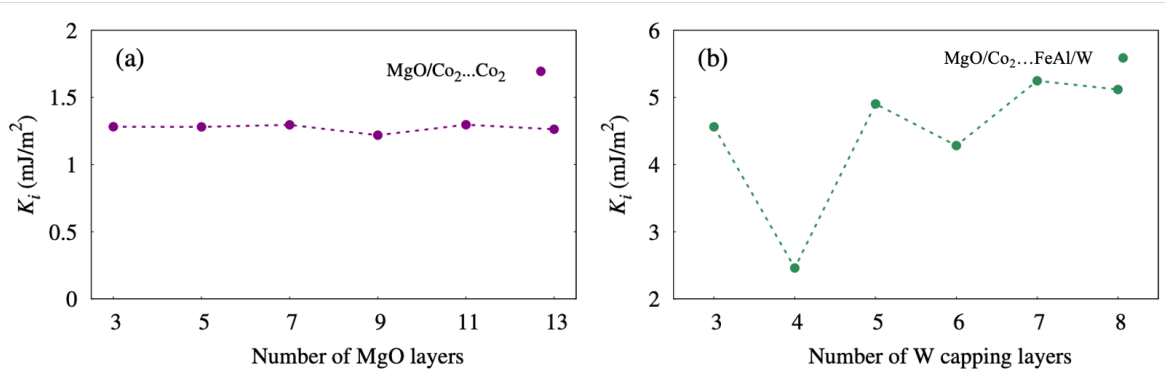 (a)
MgO/Co₂...Co₂
2
1.5
1
0.5
0
Kᵢ (mJ/m²)
3 5 7 9 11 13
Number of MgO layers
(b)
MgO/Co₂...FeAl/W
6
5
4
3
2
Kᵢ (mJ/m²)
3 4 5 6 7 8
Number of W capping layers